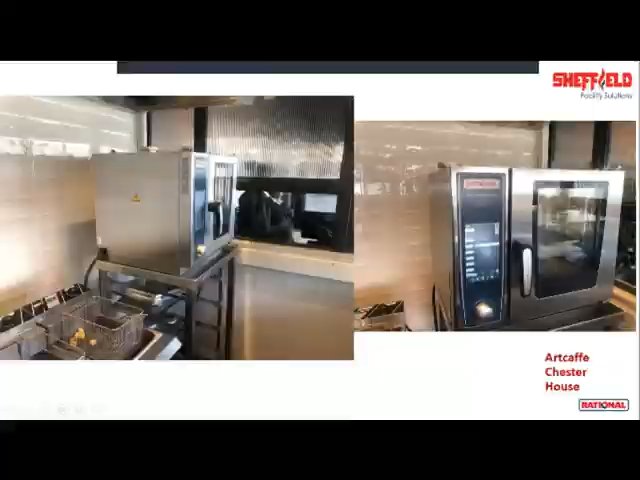 SHEFFIELD
Facility Solutions
Artcaffe
Chester
House
RATIONAL